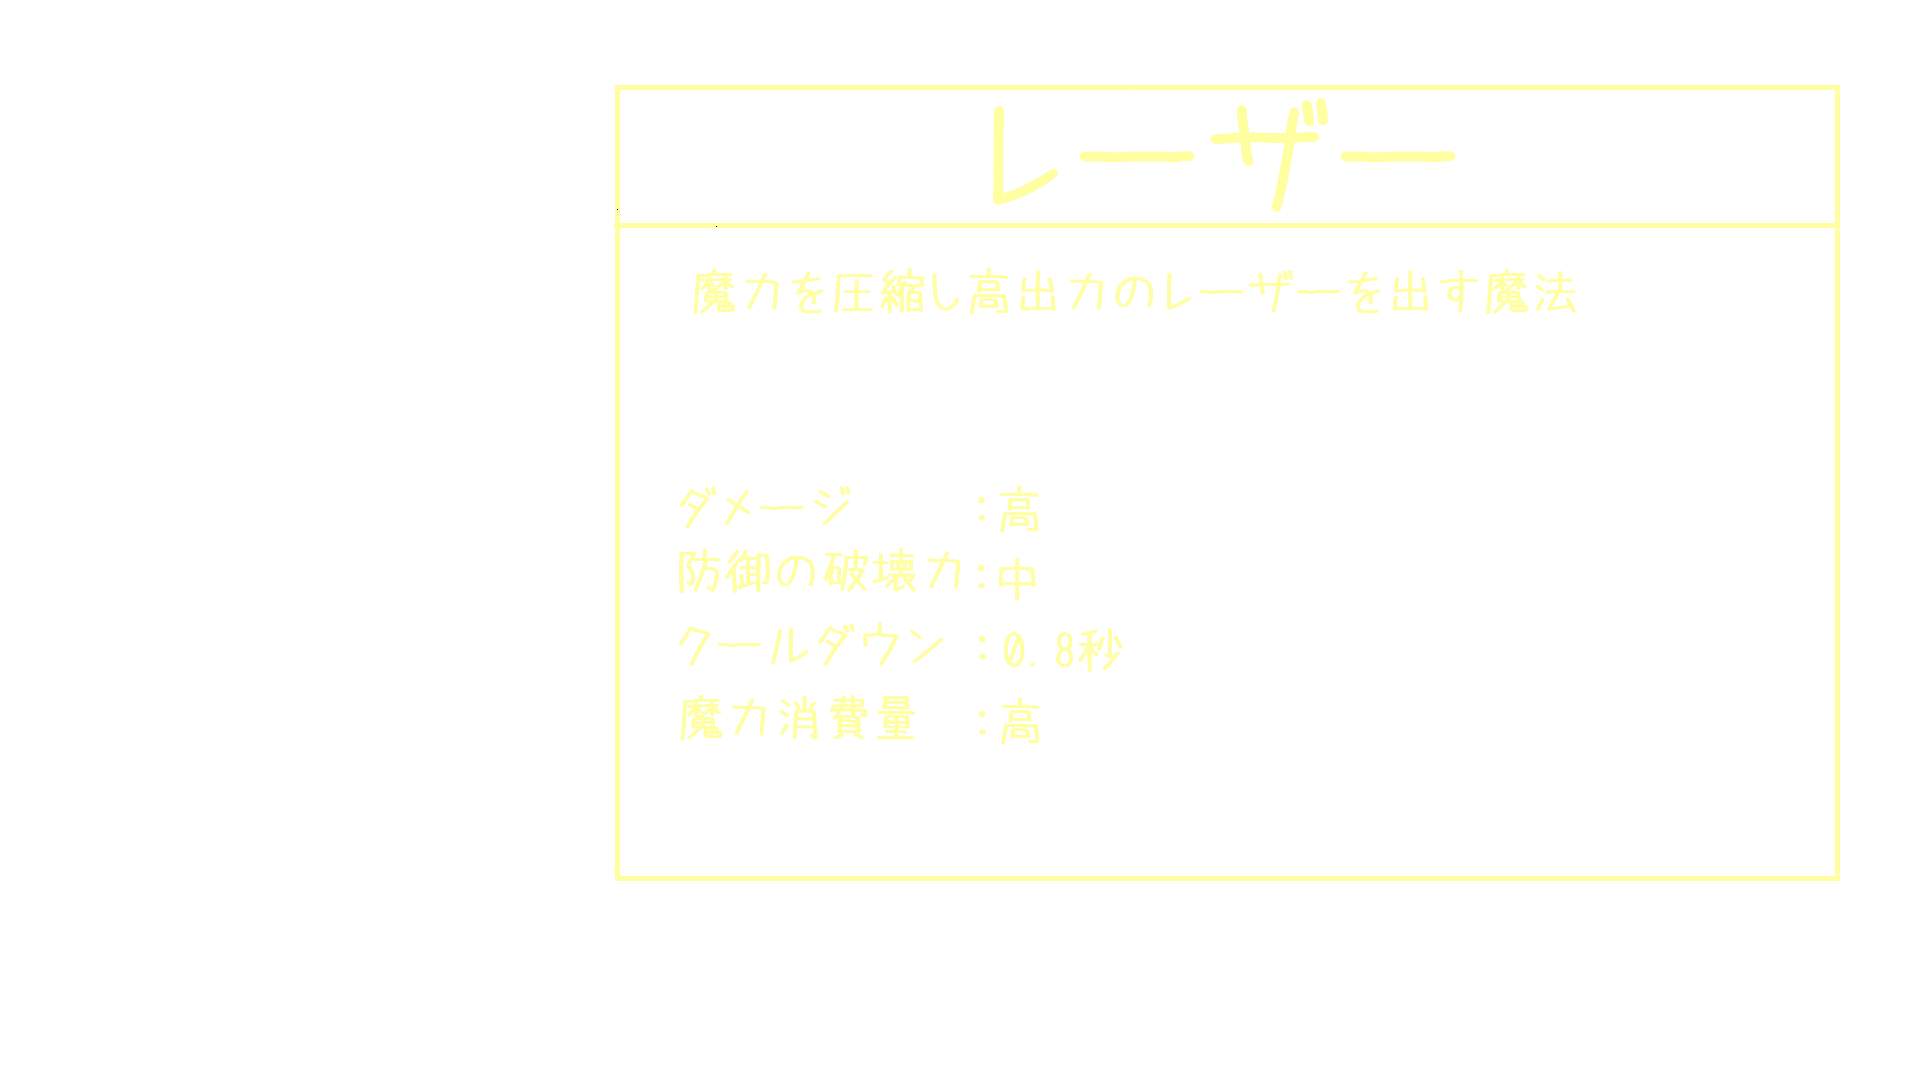 レーザー
魔力を圧縮し高出力のレーザーを出す魔法
ダメージ　　：高
防御の破壊力：中
クールダウン：0.8秒
魔力消費量　：高